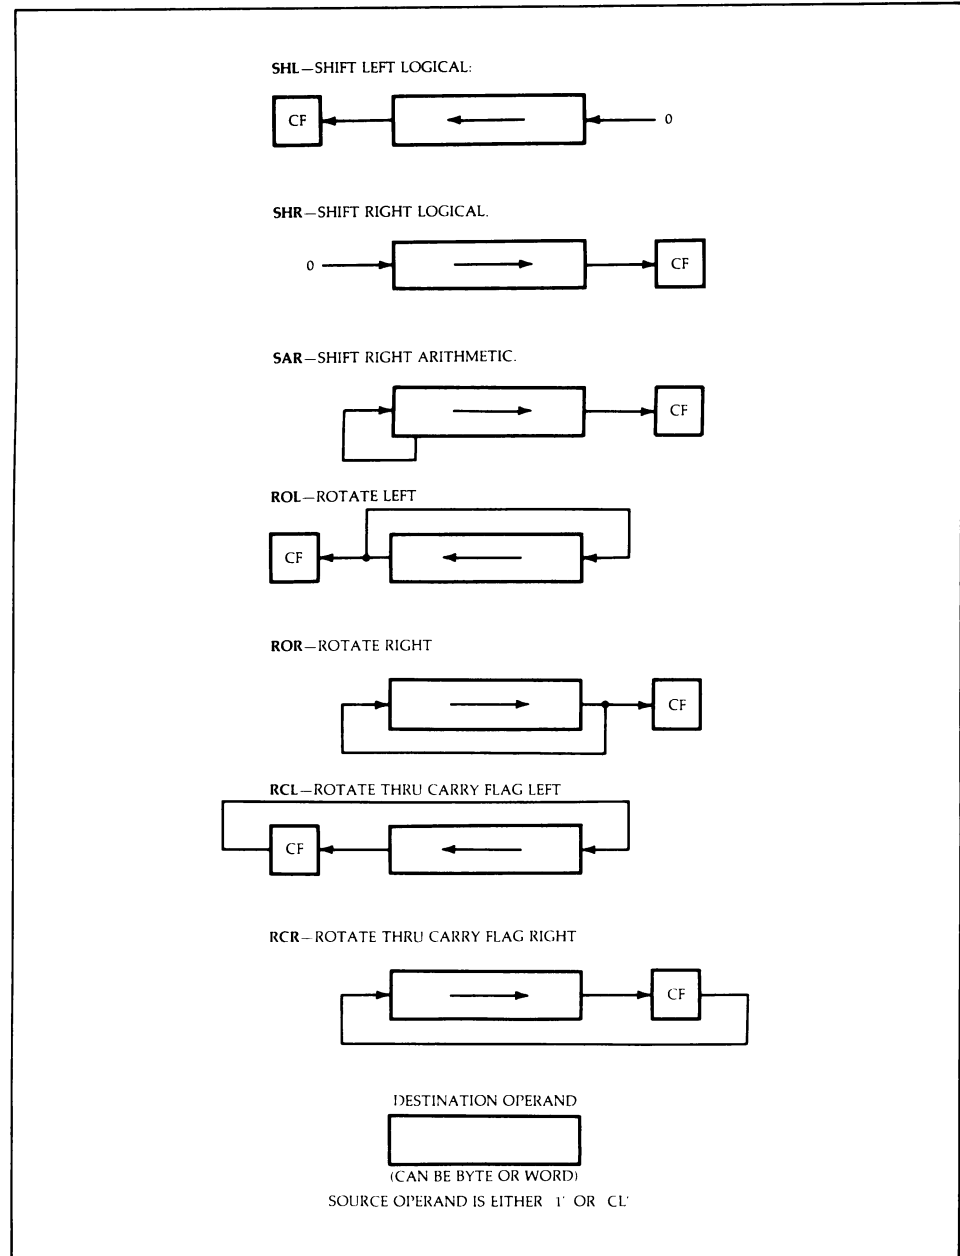 SHL—SHIFT LEFT LOGICAL:
CF
0
SHR—SHIFT RIGHT LOGICAL.
0
CF
SAR—SHIFT RIGHT ARITHMETIC.
CF
ROL—ROTATE LEFT
CF
ROR—ROTATE RIGHT
CF
RCL—ROTATE THRU CARRY FLAG LEFT
CF
RCR—ROTATE THRU CARRY FLAG RIGHT
CF
DESTINATION OPERAND
(CAN BE BYTE OR WORD)
SOURCE OPERAND IS EITHER 1' OR CL'